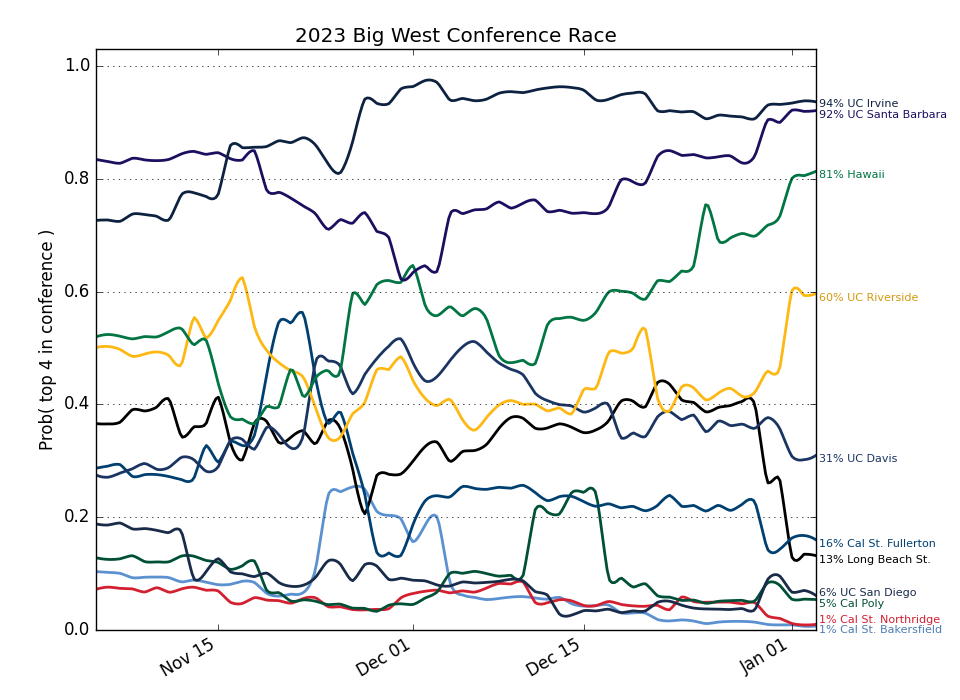 2023 Big West Conference Race
Prob( top 4 in conference )
1.0
0.8
0.6
0.4
0.2
0.0
Nov 15
Dec 01
Dec 15
Jan 01
94% UC Irvine
92% UC Santa Barbara
81% Hawaii
60% UC Riverside
31% UC Davis
16% Cal St. Fullerton
13% Long Beach St.
6% UC San Diego
5% Cal Poly
1% Cal St. Northridge
1% Cal St. Bakersfield